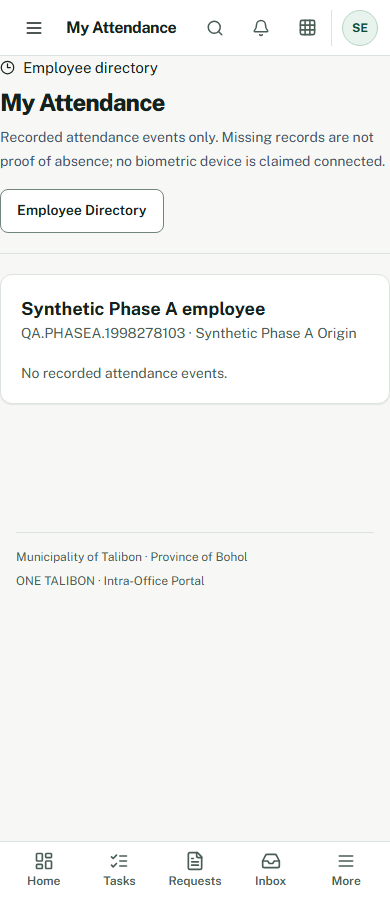 My Attendance
SE
Employee directory
My Attendance
Recorded attendance events only. Missing records are not
proof of absence; no biometric device is claimed connected.
Employee Directory
Synthetic Phase A employee
QA.PHASEA.1998278103 · Synthetic Phase A Origin
No recorded attendance events.
Municipality of Talibon · Province of Bohol
ONE TALIBON · Intra-Office Portal
Home Tasks Requests Inbox More